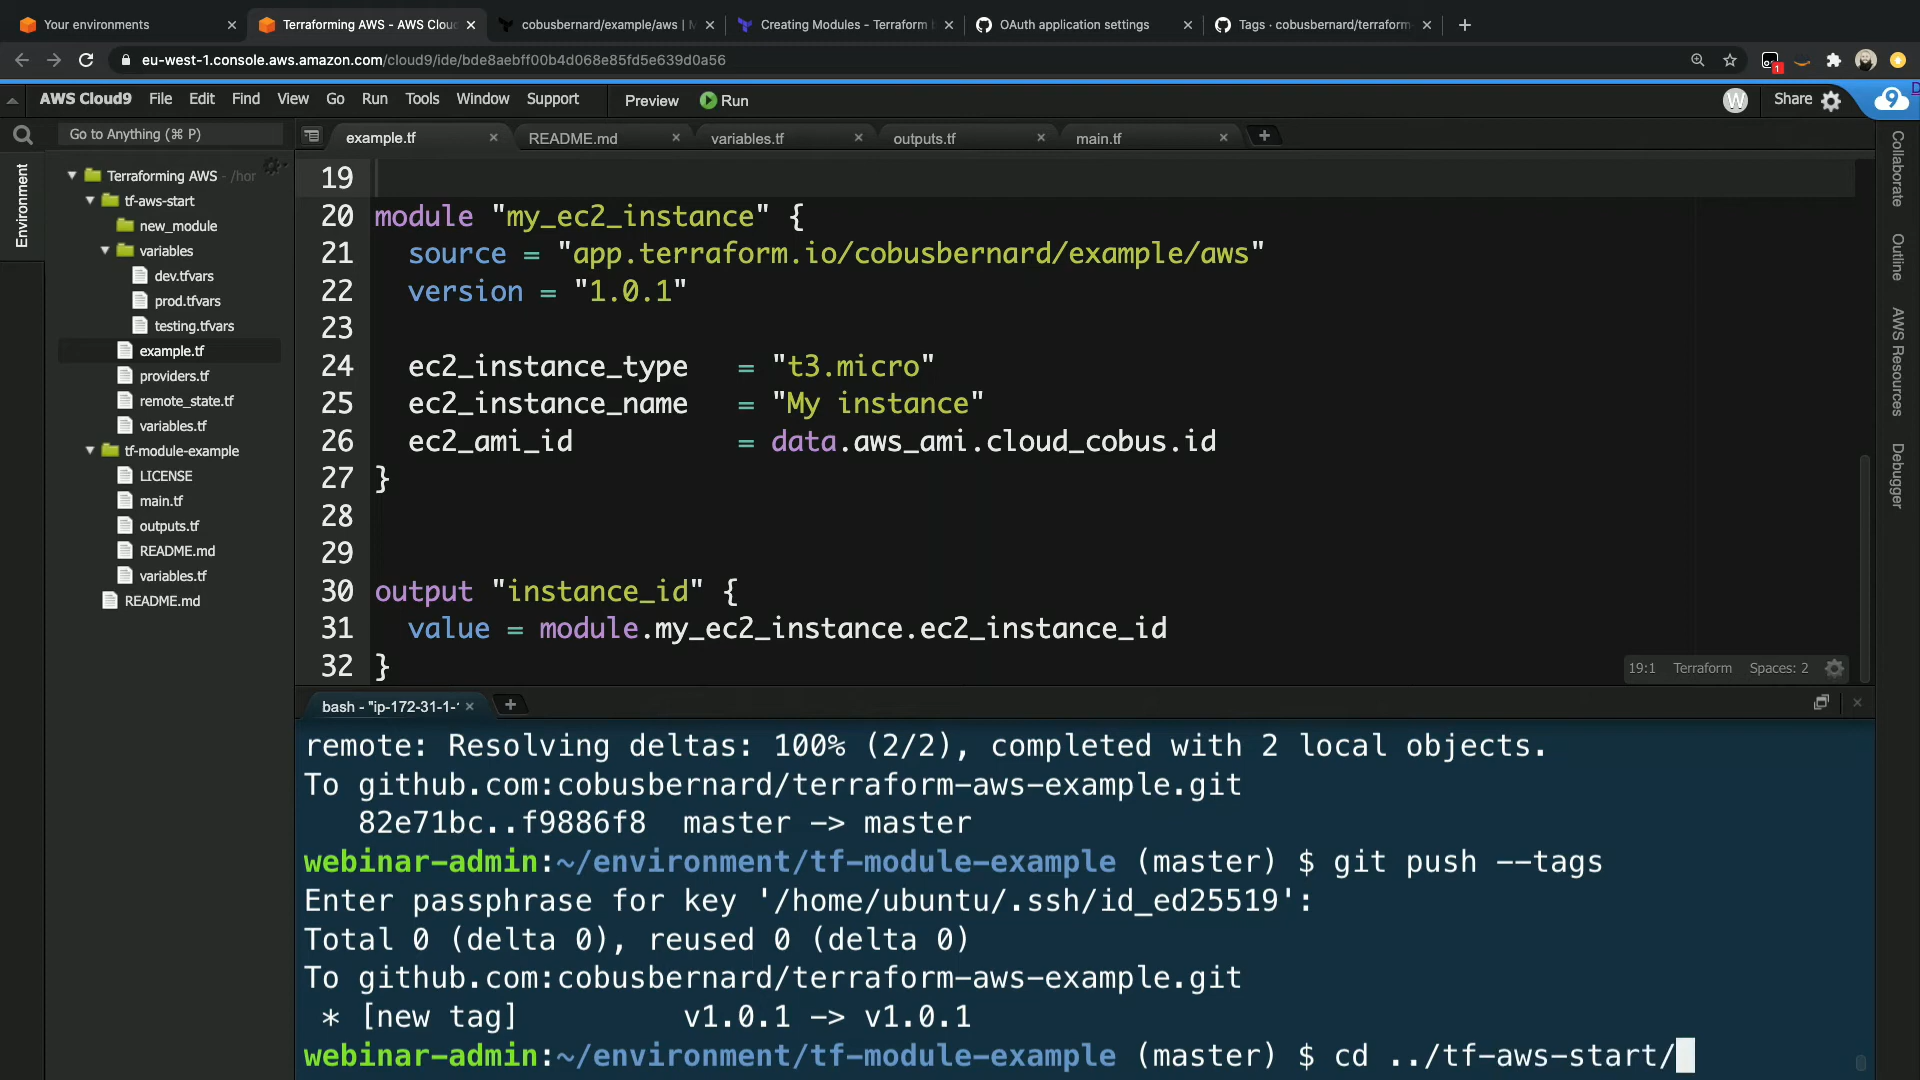 Your environments
Terraforming AWS - AWS Clou
cobusbernard/example/aws | M
Creating Modules - Terraform b
OAuth application settings
Tags · cobusbernard/terraform-
eu-west-1.console.aws.amazon.com/cloud9/ide/bde8aebff00b4d068e85fd5e639d0a56
1
AWS Cloud9 File Edit Find View Go Run Tools Window Support Preview Run W Share 9
Go to Anything (⌘ P)
example.tf README.md variables.tf outputs.tf main.tf
Environment
Terraforming AWS - /hor
tf-aws-start
new_module
variables
dev.tfvars
prod.tfvars
testing.tfvars
example.tf
providers.tf
remote_state.tf
variables.tf
tf-module-example
LICENSE
main.tf
outputs.tf
README.md
variables.tf
README.md
19
20 module "my_ec2_instance" {
21 source = "app.terraform.io/cobusbernard/example/aws"
22 version = "1.0.1"
23
24 ec2_instance_type = "t3.micro"
25 ec2_instance_name = "My instance"
26 ec2_ami_id = data.aws_ami.cloud_cobus.id
27 }
28
29
30 output "instance_id" {
31 value = module.my_ec2_instance.ec2_instance_id
32 }
19:1 Terraform Spaces: 2
Collaborate
Outline
AWS Resources
Debugger
bash - "ip-172-31-1-1
remote: Resolving deltas: 100% (2/2), completed with 2 local objects.
To github.com:cobusbernard/terraform-aws-example.git
82e71bc..f9886f8 master -> master
webinar-admin:~/environment/tf-module-example (master) $ git push --tags
Enter passphrase for key '/home/ubuntu/.ssh/id_ed25519':
Total 0 (delta 0), reused 0 (delta 0)
To github.com:cobusbernard/terraform-aws-example.git
* [new tag] v1.0.1 -> v1.0.1
webinar-admin:~/environment/tf-module-example (master) $ cd ../tf-aws-start/